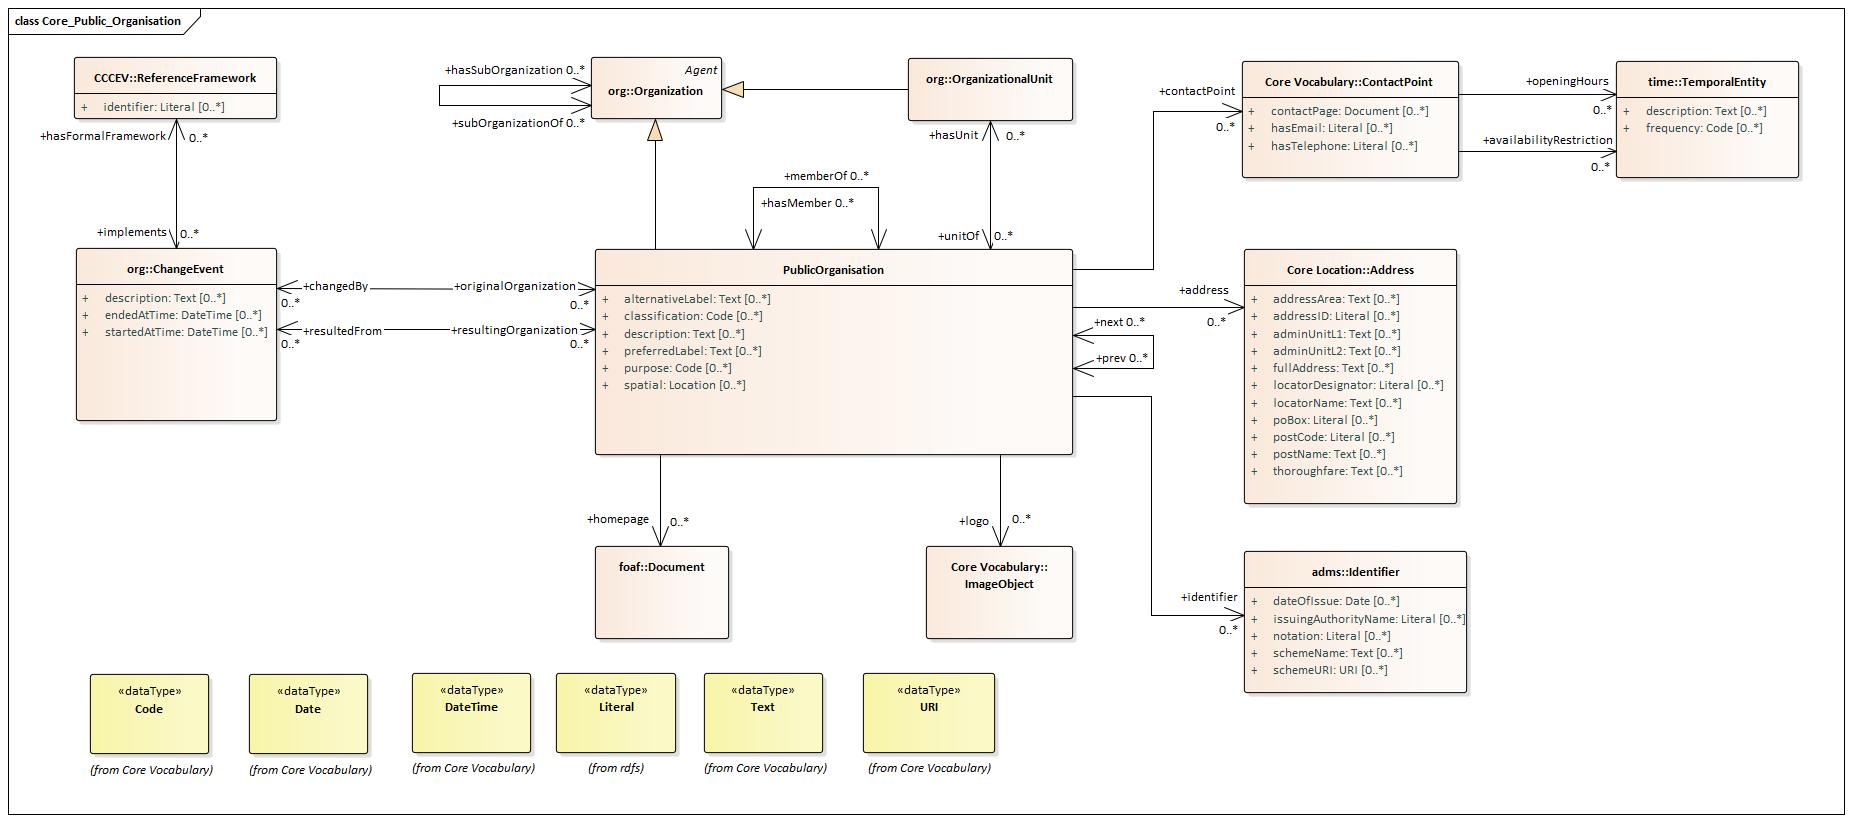 class Core_Public_Organisation
CCCEV::ReferenceFramework
+ identifier: Literal [0..*]
+hasFormalFramework 0..*
+implements 0..*
+hasSubOrganization 0..*
+subOrganizationOf 0..*
Agent
org::Organization
org::OrganizationalUnit
+hasUnit 0..*
+unitOf 0..*
+memberOf 0..*
+hasMember 0..*
+contactPoint
0..*
Core Vocabulary::ContactPoint
+ contactPage: Document [0..*]
+ hasEmail: Literal [0..*]
+ hasTelephone: Literal [0..*]
+openingHours
0..*
+availabilityRestriction
0..*
time::TemporalEntity
+ description: Text [0..*]
+ frequency: Code [0..*]
org::ChangeEvent
+ description: Text [0..*]
+ endedAtTime: DateTime [0..*]
+ startedAtTime: DateTime [0..*]
+changedBy
0..*
+originalOrganization
0..*
+resultedFrom
0..*
+resultingOrganization
0..*
PublicOrganisation
+ alternativeLabel: Text [0..*]
+ classification: Code [0..*]
+ description: Text [0..*]
+ preferredLabel: Text [0..*]
+ purpose: Code [0..*]
+ spatial: Location [0..*]
+address
0..*
+next 0..*
+prev 0..*
Core Location::Address
+ addressArea: Text [0..*]
+ addressID: Literal [0..*]
+ adminUnitL1: Text [0..*]
+ adminUnitL2: Text [0..*]
+ fullAddress: Text [0..*]
+ locatorDesignator: Literal [0..*]
+ locatorName: Text [0..*]
+ poBox: Literal [0..*]
+ postCode: Literal [0..*]
+ postName: Text [0..*]
+ thoroughfare: Text [0..*]
+homepage 0..*
foaf::Document
+logo 0..*
Core Vocabulary::
ImageObject
+identifier
0..*
adms::Identifier
+ dateOfIssue: Date [0..*]
+ issuingAuthorityName: Literal [0..*]
+ notation: Literal [0..*]
+ schemeName: Text [0..*]
+ schemeURI: URI [0..*]
«dataType»
Code
(from Core Vocabulary)
«dataType»
Date
(from Core Vocabulary)
«dataType»
DateTime
(from Core Vocabulary)
«dataType»
Literal
(from rdfs)
«dataType»
Text
(from Core Vocabulary)
«dataType»
URI
(from Core Vocabulary)